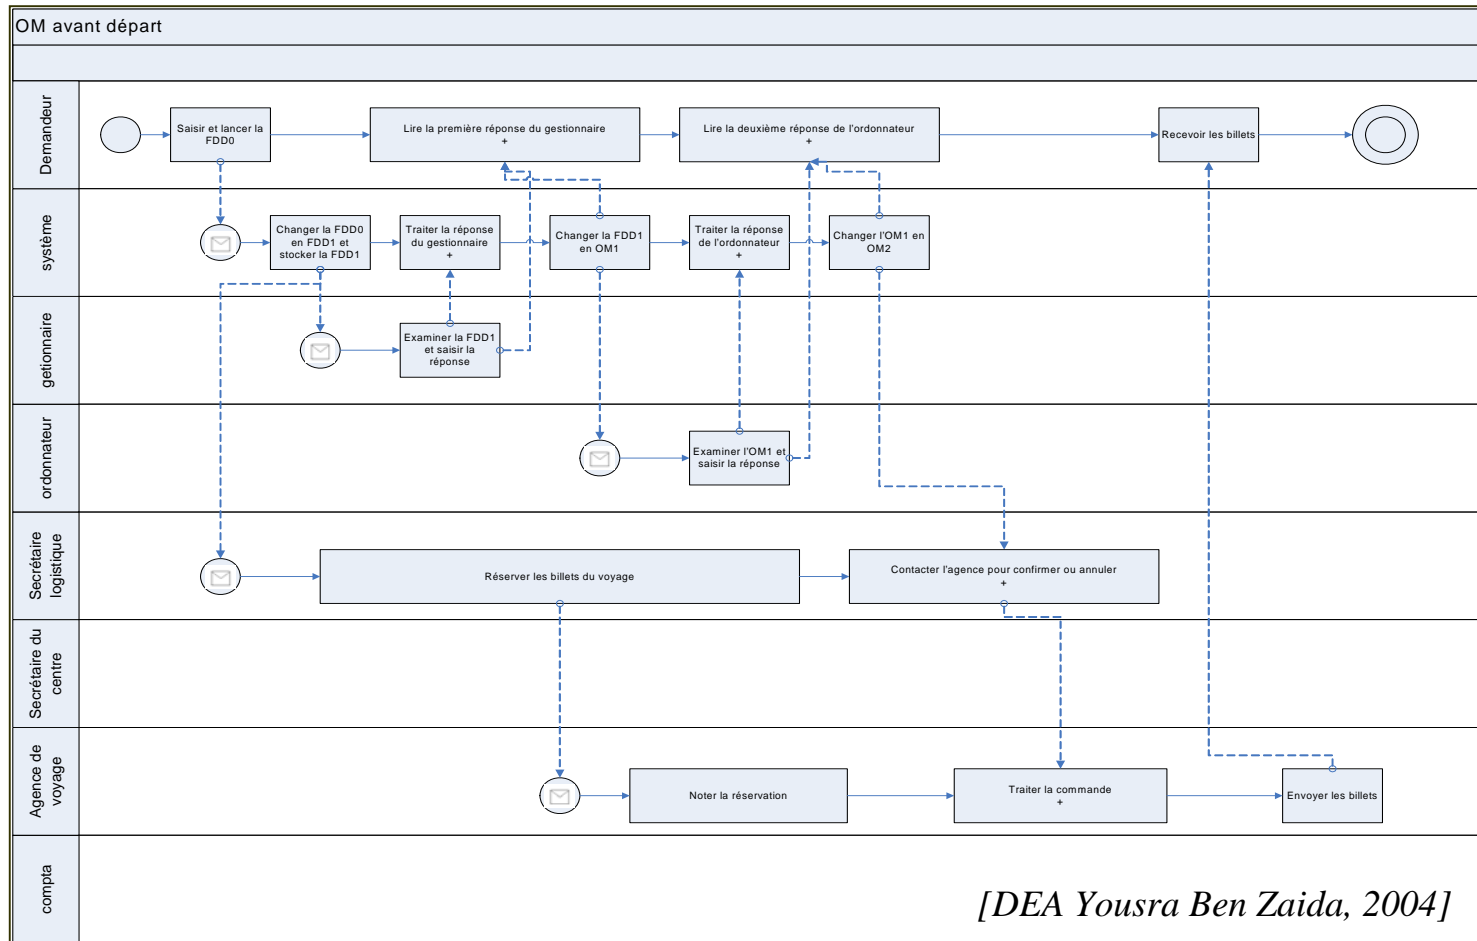 OM avant départ
Demandeur
Saisir et lancer la
FDD0
Lire la première réponse du gestionnaire
+
Lire la deuxième réponse de l'ordonnateur
+
Recevoir les billets
système
Changer la FDD0
en FDD1 et
stocker la FDD1
Traiter la réponse
du gestionnaire
+
Changer la FDD1
en OM1
Traiter la réponse
de l'ordonnateur
+
Changer l'OM1 en
OM2
getionnaire
Examiner la FDD1
et saisir la
réponse
ordonnateur
Examiner l'OM1 et
saisir la réponse
Secrétaire
logistique
Réserver les billets du voyage
Contacter l'agence pour confirmer ou annuler
+
Secrétaire du
centre
Agence de
voyage
Noter la réservation
Traiter la commande
+
Envoyer les billets
compta
[DEA Yousra Ben Zaida, 2004]